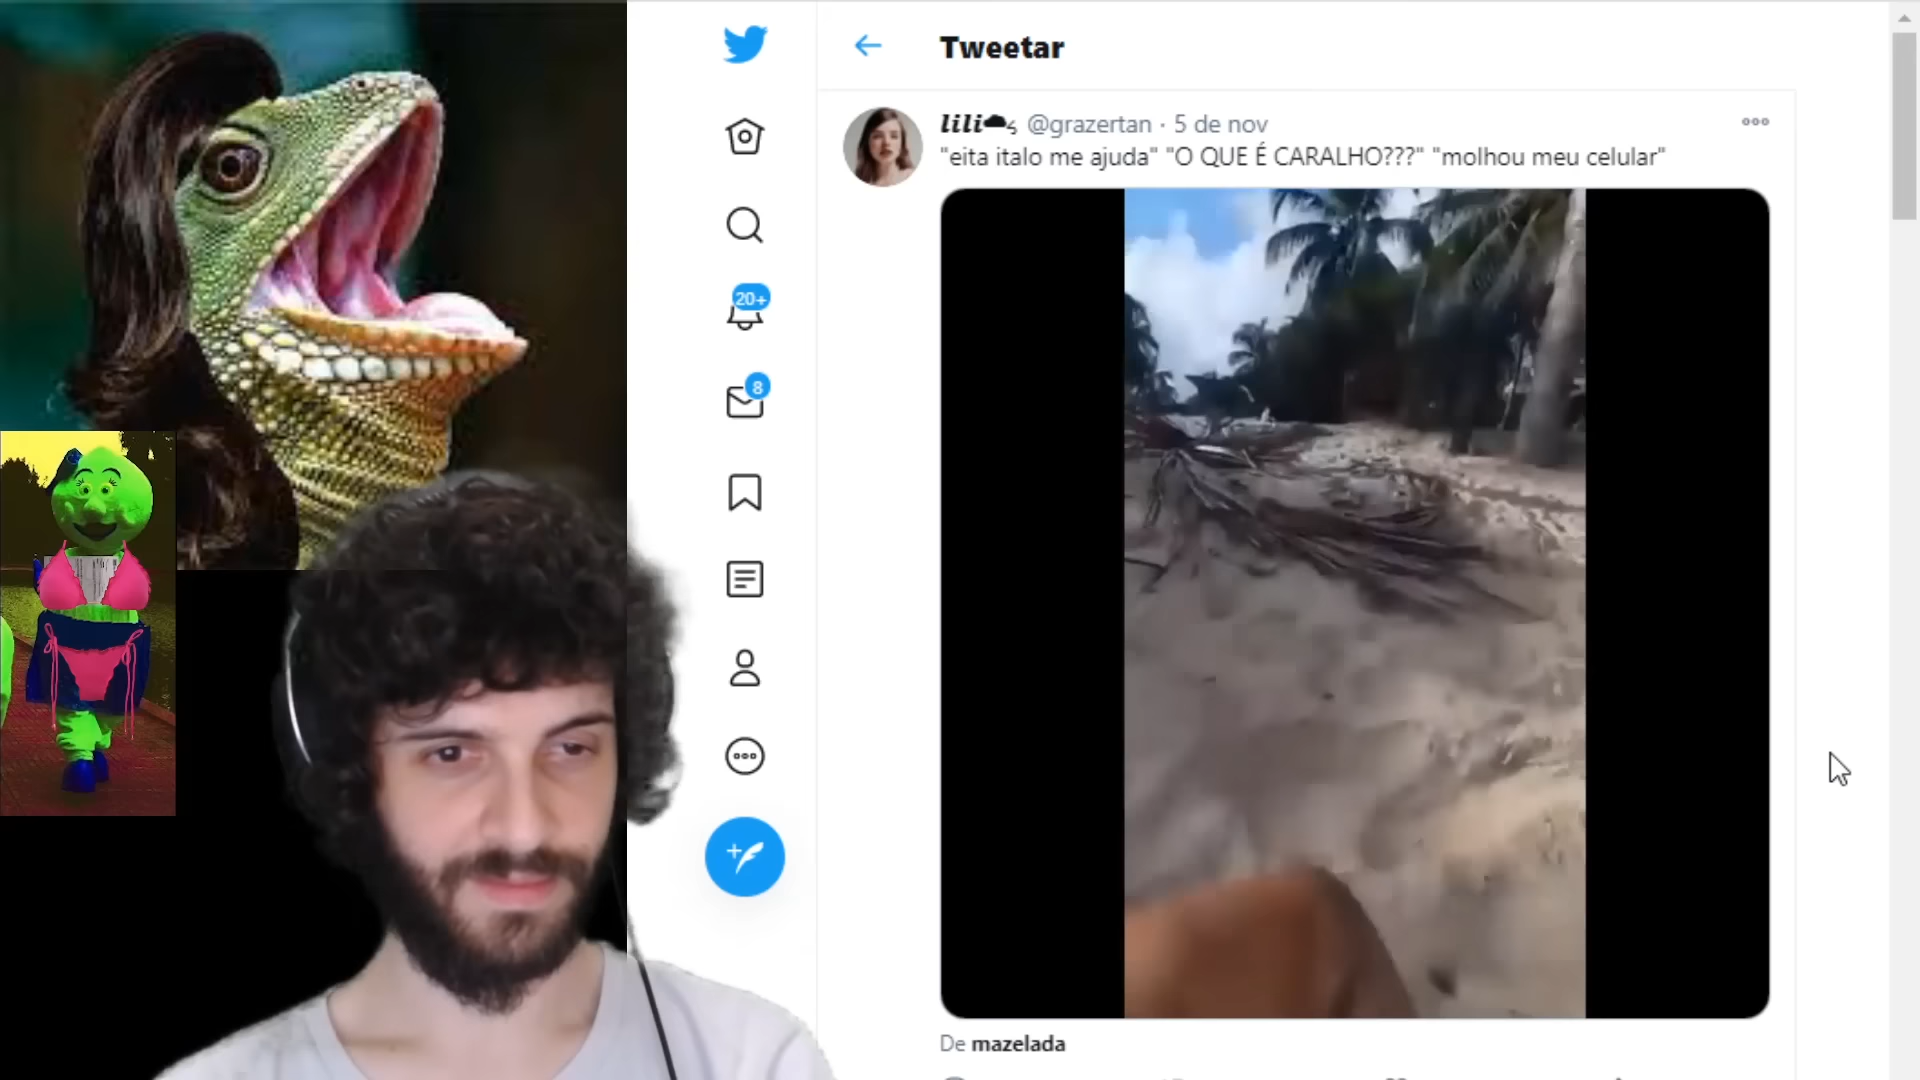 Tweetar
lili @grazertan · 5 de nov
"eita italo me ajuda" "O QUE É CARALHO???" "molhou meu celular"
20+
8
De mazelada